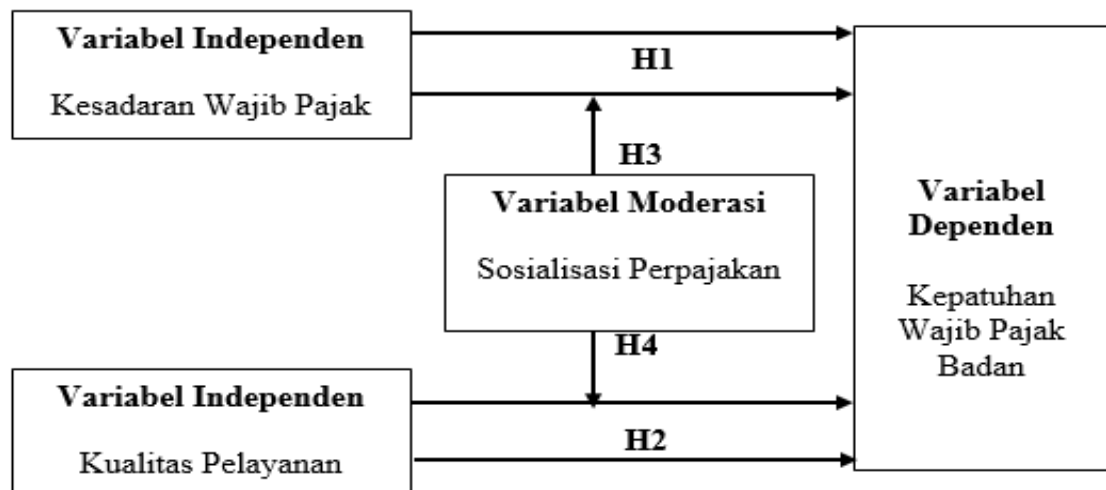 Variabel Independen
Kesadaran Wajib Pajak
H1
H3
Variabel Moderasi
Sosialisasi Perpajakan
H4
Variabel Independen
Kualitas Pelayanan
H2
Variabel
Dependen
Kepatuhan
Wajib Pajak
Badan